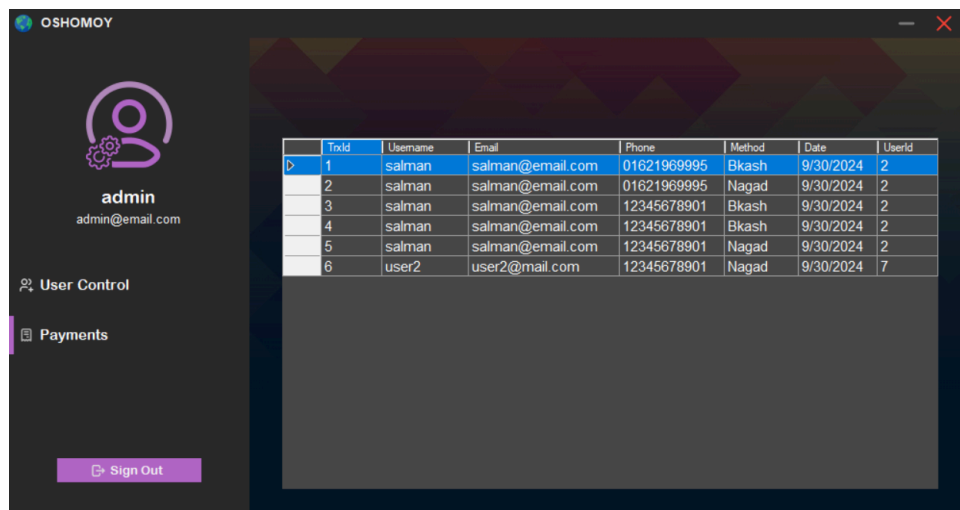 OSHOMOY
admin
admin@email.com
User Control
Payments
Sign Out
TrxId Username Email Phone Method Date UserId
1 salman salman@email.com 01621969995 Bkash 9/30/2024 2
2 salman salman@email.com 01621969995 Nagad 9/30/2024 2
3 salman salman@email.com 12345678901 Bkash 9/30/2024 2
4 salman salman@email.com 12345678901 Bkash 9/30/2024 2
5 salman salman@email.com 12345678901 Nagad 9/30/2024 2
6 user2 user2@mail.com 12345678901 Nagad 9/30/2024 7